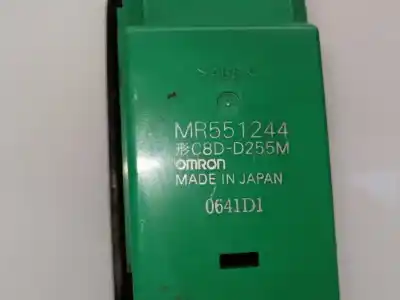 MR551244
形C8D-D255M
omron
MADE IN JAPAN
0641D1